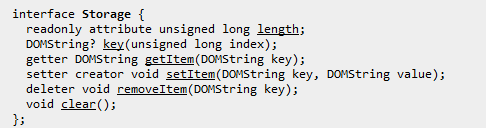 interface Storage {
  readonly attribute unsigned long length;
  DOMString? key(unsigned long index);
  getter DOMString getItem(DOMString key);
  setter creator void setItem(DOMString key, DOMString value);
  deleter void removeItem(DOMString key);
  void clear();
};